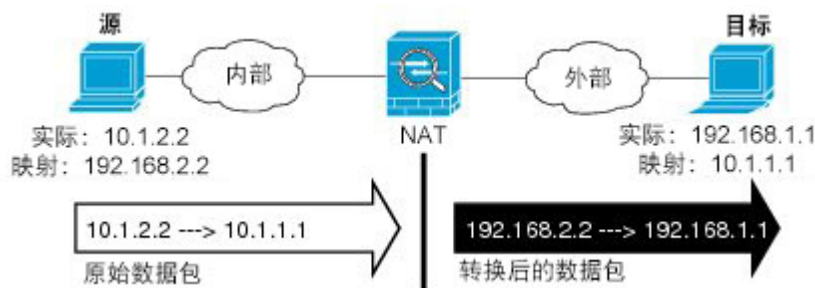 源
目标
内部
外部
实际：10.1.2.2
映射：192.168.2.2
NAT
实际：192.168.1.1
映射：10.1.1.1
10.1.2.2 ---> 10.1.1.1
192.168.2.2 ---> 192.168.1.1
原始数据包
转换后的数据包